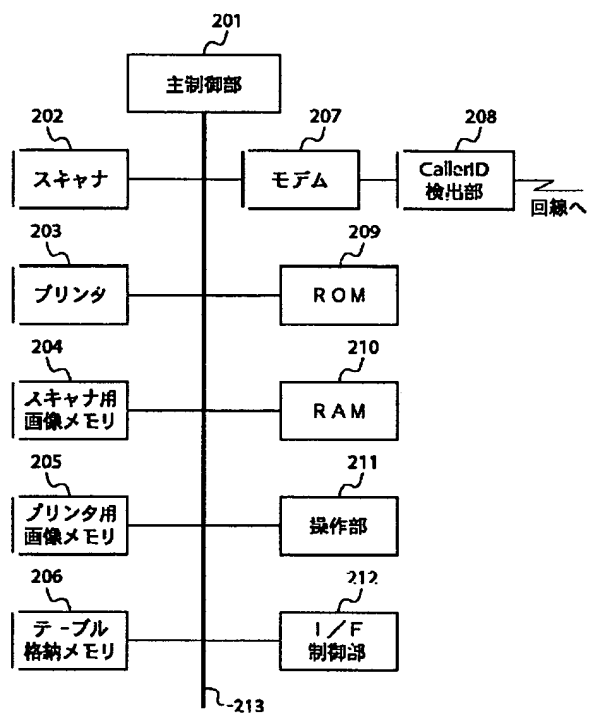 201
主制御部
202
スキャナ
207
モデム
208
CallerID
検出部
回線へ
203
プリンタ
209
ROM
204
スキャナ用
画像メモリ
210
RAM
205
プリンタ用
画像メモリ
211
操作部
206
テーブル
格納メモリ
212
I/F
制御部
213